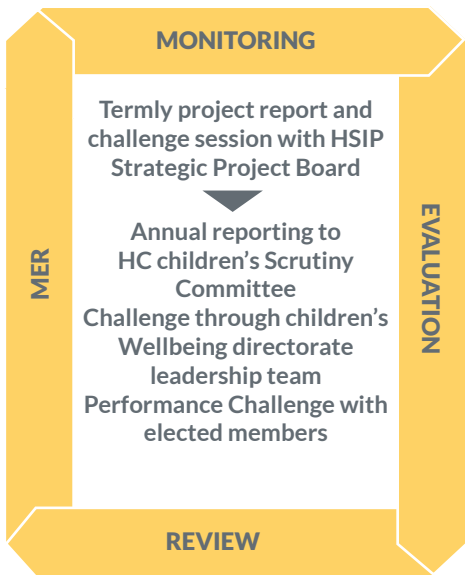 MONITORING
Termly project report and
challenge session with HSIP
Strategic Project Board
Annual reporting to
HC children's Scrutiny
Committee
Challenge through children's
Wellbeing directorate
leadership team
Performance Challenge with
elected members
MER
EVALUATION
REVIEW